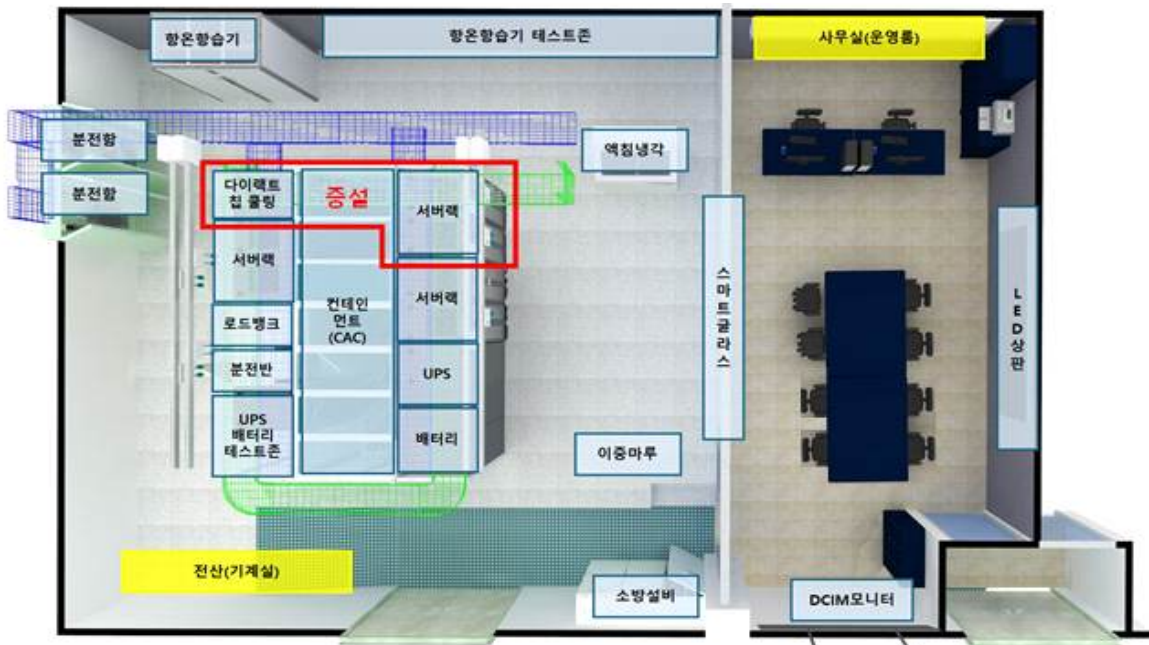 항온항습기
항온항습기 테스트존
사무실(운영룸)
분전함
분전함
액침냉각
다이랙트
칩 쿨링
증설
서버랙
서버랙
서버랙
로드뱅크
컨테인
먼트
(CAC)
분전반
UPS
UPS
배터리
테스트존
배터리
스마트글라스
LED상판
이중마루
전산(기계실)
소방설비
DCIM모니터